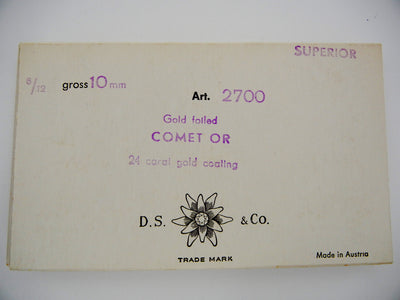 SUPERIOR
6/12 gross 10 mm
Art. 2700
Gold foiled
COMET OR
24 carat gold coating
D.S. & Co.
TRADE MARK
Made in Austria